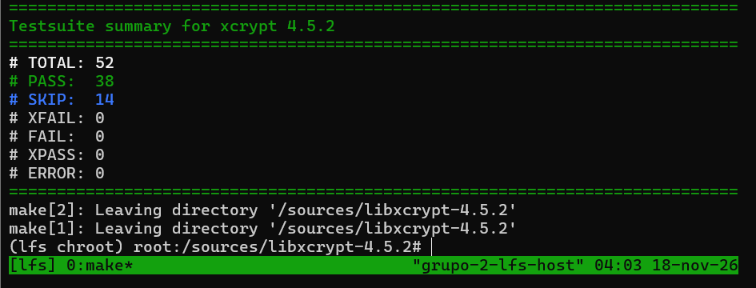 ============================================================================
Testsuite summary for xcrypt 4.5.2
============================================================================
# TOTAL: 52
# PASS:  38
# SKIP:  14
# XFAIL: 0
# FAIL:  0
# XPASS: 0
# ERROR: 0
============================================================================
make[2]: Leaving directory '/sources/libxcrypt-4.5.2'
make[1]: Leaving directory '/sources/libxcrypt-4.5.2'
(lfs chroot) root:/sources/libxcrypt-4.5.2#
[lfs] 0:make* "grupo-2-lfs-host" 04:03 18-nov-26